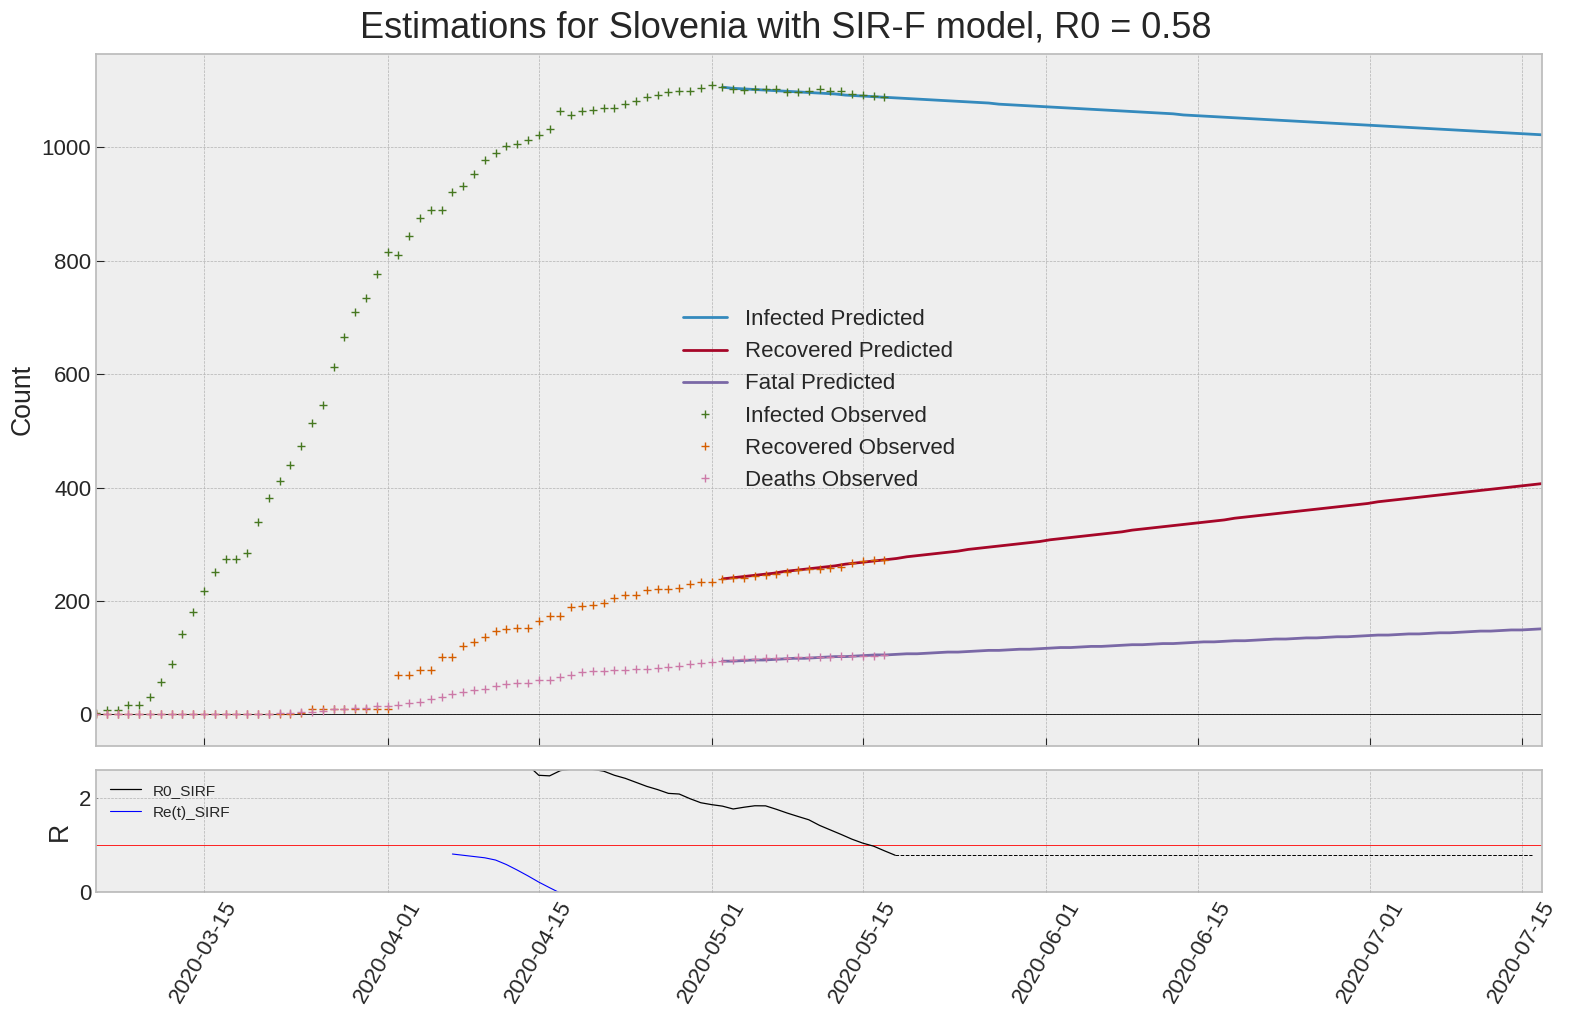 Estimations for Slovenia with SIR-F model, R0 = 0.58
Count
1000
800
600
400
200
0
Infected Predicted
Recovered Predicted
Fatal Predicted
Infected Observed
Recovered Observed
Deaths Observed
R
2
0
R0_SIRF
Re(t)_SIRF
2020-03-15
2020-04-01
2020-04-15
2020-05-01
2020-05-15
2020-06-01
2020-06-15
2020-07-01
2020-07-15